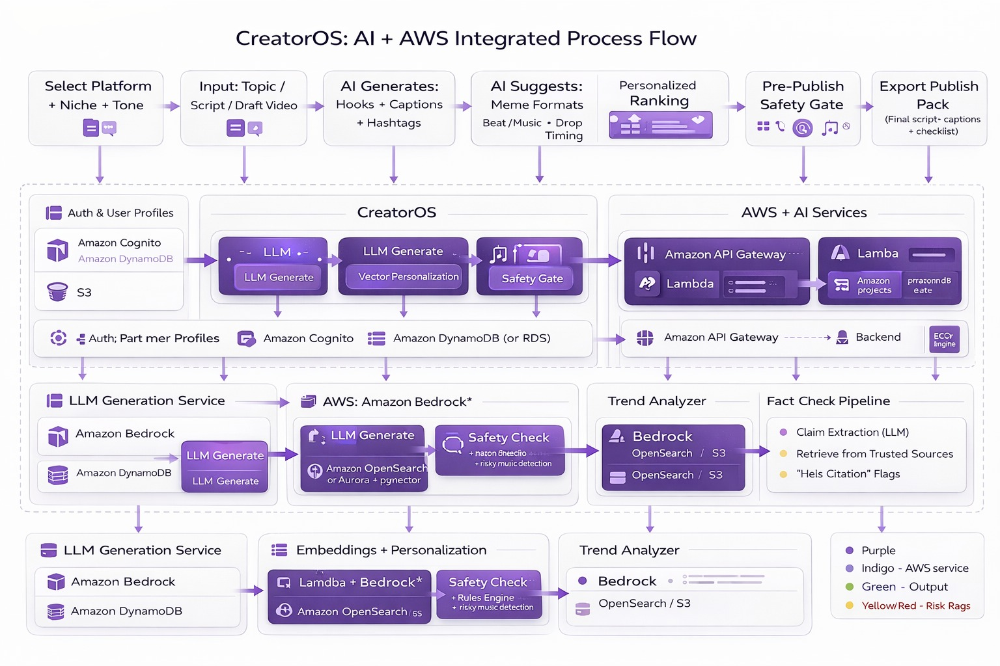 CreatorOS: AI + AWS Integrated Process Flow
Select Platform
+ Niche + Tone
Input: Topic /
Script / Draft Video
AI Generates:
Hooks + Captions
+ Hashtags
AI Suggests:
Meme Formats
Beat/Music • Drop
Timing
Personalized
Ranking
Pre-Publish
Safety Gate
Export Publish
Pack
(Final script- captions
+ checklist)
Auth & User Profiles
Amazon Cognito
Amazon DynamoDB
S3
CreatorOS
LLM
LLM Generate
LLM Generate
Vector Personalization
Safety Gate
AWS + AI Services
Amazon API Gateway
Lambda
Lamba
Amazon
projects
eate
Auth; Part mer Profiles
Amazon Cognito
Amazon DynamoDB (or RDS)
Amazon API Gateway
Backend
Engine
LLM Generation Service
Amazon Bedrock
Amazon DynamoDB
LLM Generate
LLM Generate
AWS: Amazon Bedrock*
LLM Generate
Amazon OpenSearch
or Aurora + pgnector
Safety Check
+ risky music detection
Trend Analyzer
Bedrock
OpenSearch / S3
OpenSearch / S3
Fact Check Pipeline
Claim Extraction (LLM)
Retrieve from Trusted Sources
"Hels Citation" Flags
LLM Generation Service
Amazon Bedrock
Amazon DynamoDB
Embeddings + Personalization
Lamdba + Bedrock*
Amazon OpenSearch
Safety Check
+ Rules Engine
+ risky music detection
Trend Analyzer
Bedrock
OpenSearch / S3
Purple
Indigo - AWS service
Green - Output
Yellow/Red - Risk Rags